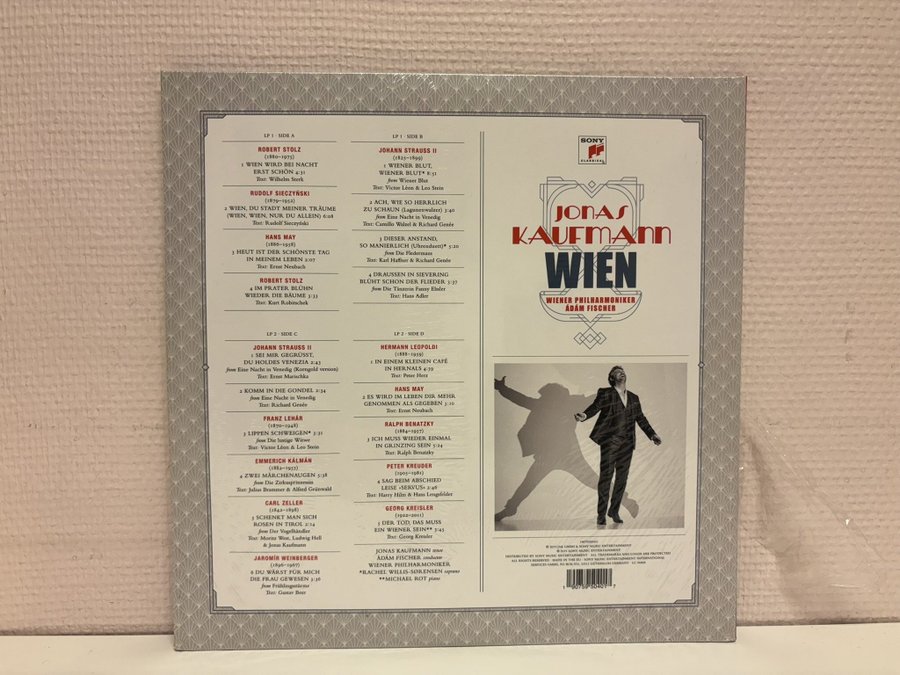 LP 1 · SIDE A
ROBERT STOLZ
(1880–1975)
1 WIEN WIRD BEI NACHT
ERST SCHÖN 4:31
Text: Wilhelm Sterk
RUDOLF SIECZYŃSKI
(1879–1952)
2 WIEN, DU STADT MEINER TRÄUME
(WIEN, WIEN, NUR DU ALLEIN) 6:08
Text: Rudolf Sieczyński
HANS MAY
(1886–1958)
3 HEUT IST DER SCHÖNSTE TAG
IN MEINEM LEBEN 2:07
Text: Ernst Neubach
ROBERT STOLZ
4 IM PRATER BLÜHN
WIEDER DIE BÄUME 3:33
Text: Kurt Robitschek
LP 1 · SIDE B
JOHANN STRAUSS II
(1825–1899)
1 WIENER BLUT,
WIENER BLUT* 8:51
from Wiener Blut
Text: Victor Léon & Leo Stein
2 ACH, WIE SO HERRLICH
ZU SCHAUN (Lagunenwalzer) 3:40
from Eine Nacht in Venedig
Text: Camillo Walzel & Richard Genée
3 DIESER ANSTAND,
SO MANIERLICH (Uhrenduett)* 5:20
from Die Fledermaus
Text: Karl Haffner & Richard Genée
4 DRAUSSEN IN SIEVERING
BLÜHT SCHON DER FLIEDER 3:37
from Die Tänzerin Fanny Elßler
Text: Hans Adler
LP 2 · SIDE C
JOHANN STRAUSS II
1 SEI MIR GEGRÜSST,
DU HOLDES VENEZIA 2:43
from Eine Nacht in Venedig (Korngold version)
Text: Ernst Marischka
2 KOMM IN DIE GONDEL 2:34
from Eine Nacht in Venedig
Text: Richard Genée
FRANZ LEHÁR
(1870–1948)
3 LIPPEN SCHWEIGEN* 3:31
from Die lustige Witwe
Text: Victor Léon & Leo Stein
EMMERICH KÁLMÁN
(1882–1953)
4 ZWEI MÄRCHENAUGEN 5:38
from Die Zirkusprinzessin
Text: Julius Brammer & Alfred Grünwald
CARL ZELLER
(1842–1898)
5 SCHENKT MAN SICH
ROSEN IN TIROL 2:24
from Der Vogelhändler
Text: Moritz West, Ludwig Held
& Jonas Kaufmann
JAROMÍR WEINBERGER
(1896–1967)
6 DU WÄRST FÜR MICH
DIE FRAU GEWESEN 3:36
from Frühlingsstürme
Text: Gustav Beer
LP 2 · SIDE D
HERMANN LEOPOLDI
(1888–1959)
1 IN EINEM KLEINEN CAFÉ
IN HERNALS 4:39
Text: Peter Herz
HANS MAY
2 ES WIRD IM LEBEN DIR MEHR
GENOMMEN ALS GEGEBEN 3:10
Text: Ernst Neubach
RALPH BENATZKY
(1884–1957)
3 ICH MUSS WIEDER EINMAL
IN GRINZING SEIN 5:24
Text: Ralph Benatzky
PETER KREUDER
(1905–1981)
4 SAG BEIM ABSCHIED
LEISE »SERVUS« 2:46
Text: Harry Hilm & Hans Lengsfelder
GEORG KREISLER
(1922–2011)
5 DER TOD, DAS MUSS
EIN WIENER SEIN** 3:45
Text: Georg Kreisler
JONAS KAUFMANN tenor
ÁDÁM FISCHER conductor
WIENER PHILHARMONIKER
*RACHEL WILLIS-SØRENSEN soprano
**MICHAEL ROT piano
SONY
CLASSICAL
JONAS
KAUFMANN
WIEN
WIENER PHILHARMONIKER
ÁDÁM FISCHER